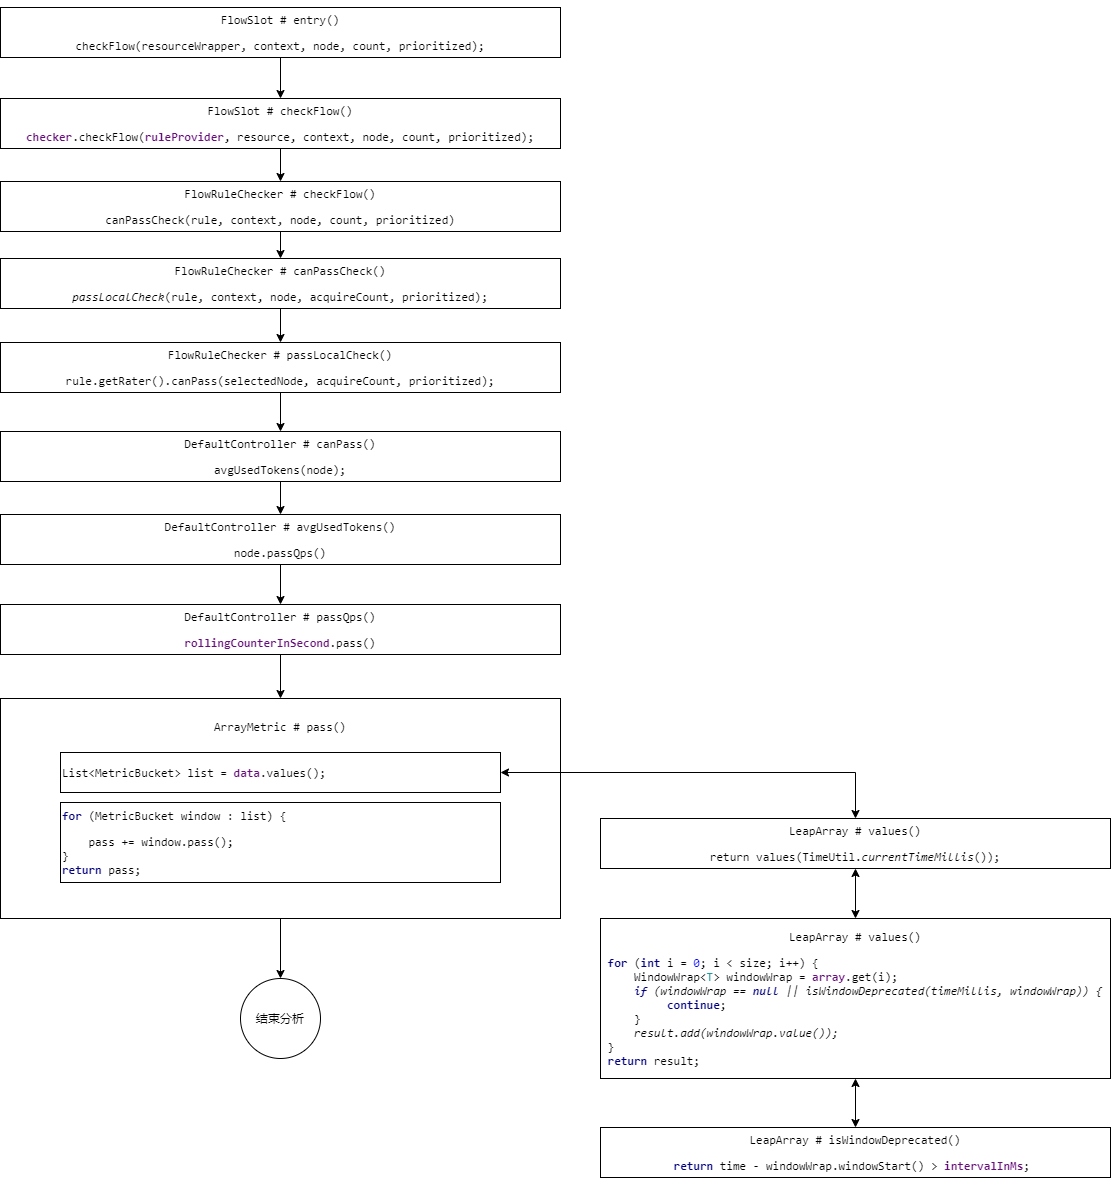 FlowSlot # entry()
checkFlow(resourceWrapper, context, node, count, prioritized);
FlowSlot # checkFlow()
checker.checkFlow(ruleProvider, resource, context, node, count, prioritized);
FlowRuleChecker # checkFlow()
canPassCheck(rule, context, node, count, prioritized)
FlowRuleChecker # canPassCheck()
passLocalCheck(rule, context, node, acquireCount, prioritized);
FlowRuleChecker # passLocalCheck()
rule.getRater().canPass(selectedNode, acquireCount, prioritized);
DefaultController # canPass()
avgUsedTokens(node);
DefaultController # avgUsedTokens()
node.passQps()
DefaultController # passQps()
rollingCounterInSecond.pass()
ArrayMetric # pass()
List<MetricBucket> list = data.values();
for (MetricBucket window : list) {
    pass += window.pass();
}
return pass;
结束分析
LeapArray # values()
return values(TimeUtil.currentTimeMillis());
LeapArray # values()
for (int i = 0; i < size; i++) {
    WindowWrap<T> windowWrap = array.get(i);
    if (windowWrap == null || isWindowDeprecated(timeMillis, windowWrap)) {
         continue;
    }
    result.add(windowWrap.value());
}
return result;
LeapArray # isWindowDeprecated()
return time - windowWrap.windowStart() > intervalInMs;